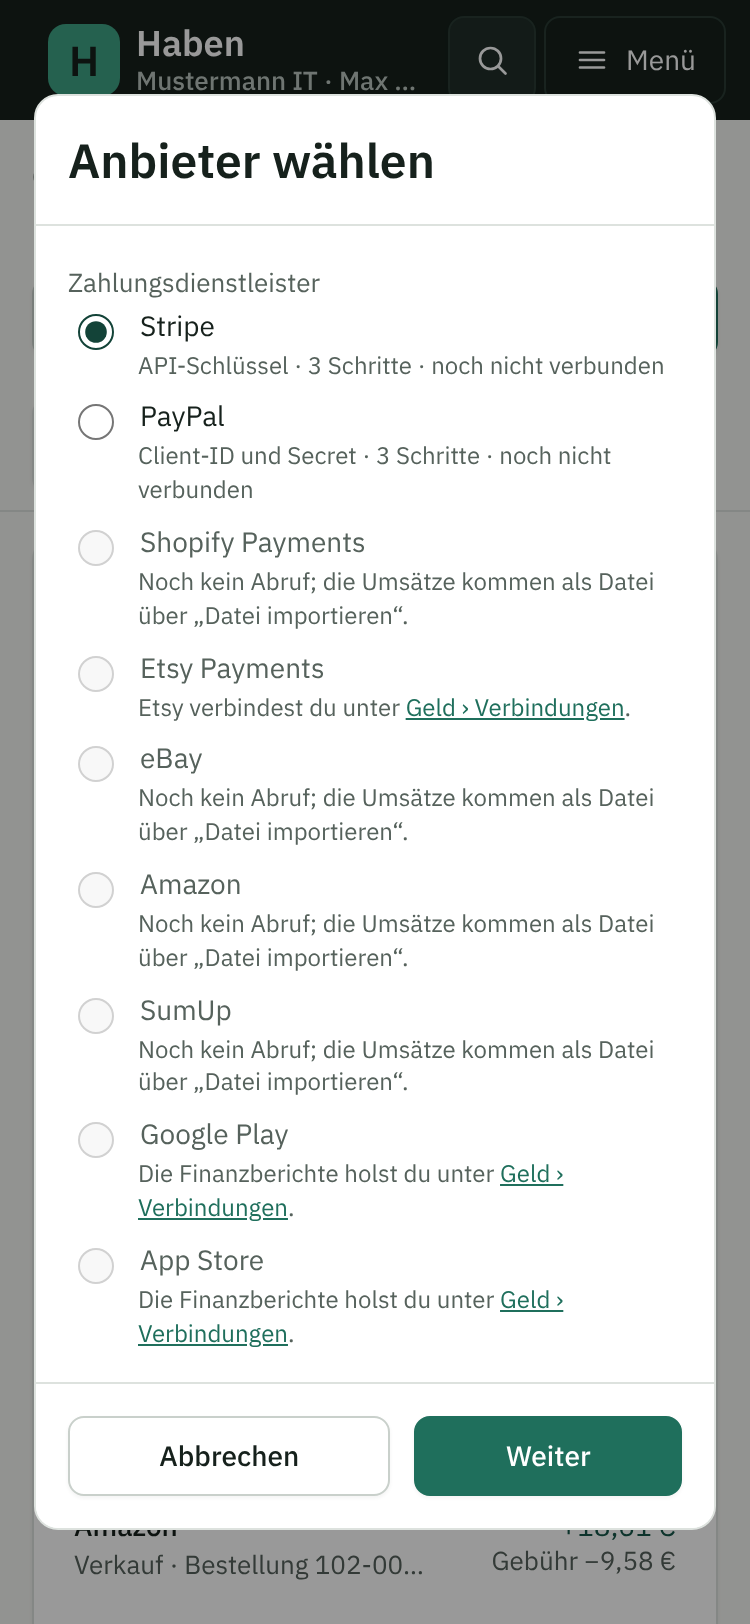 H
Haben
Mustermann IT · Max ...
Menü
Anbieter wählen
Zahlungsdienstleister
Stripe
API-Schlüssel · 3 Schritte · noch nicht verbunden
PayPal
Client-ID und Secret · 3 Schritte · noch nicht
verbunden
Shopify Payments
Noch kein Abruf; die Umsätze kommen als Datei
über „Datei importieren“.
Etsy Payments
Etsy verbindest du unter Geld › Verbindungen.
eBay
Noch kein Abruf; die Umsätze kommen als Datei
über „Datei importieren“.
Amazon
Noch kein Abruf; die Umsätze kommen als Datei
über „Datei importieren“.
SumUp
Noch kein Abruf; die Umsätze kommen als Datei
über „Datei importieren“.
Google Play
Die Finanzberichte holst du unter Geld ›
Verbindungen.
App Store
Die Finanzberichte holst du unter Geld ›
Verbindungen.
Abbrechen
Weiter
Amazon
Verkauf · Bestellung 102-00...
Gebühr −9,58 €